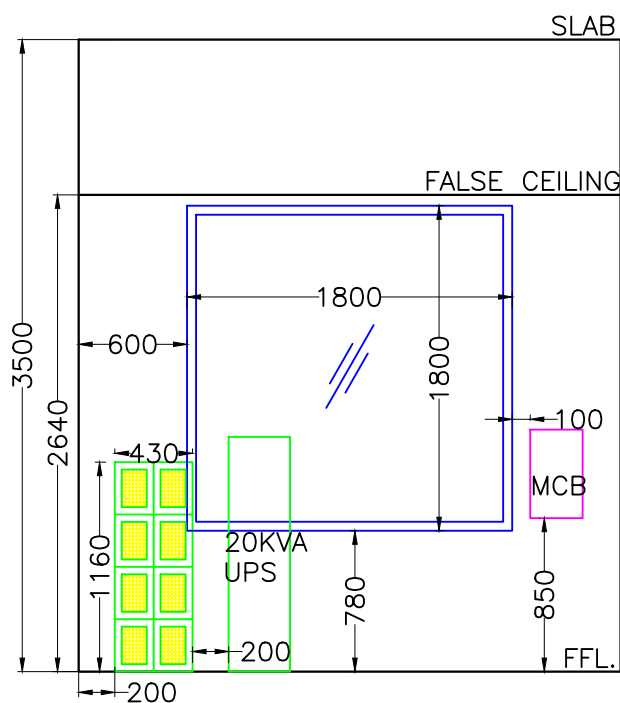 SLAB
FALSE CEILING
1800
600
3500
1800
2640
100
430
MCB
20KVA
UPS
1160
780
850
200
FFL.
200